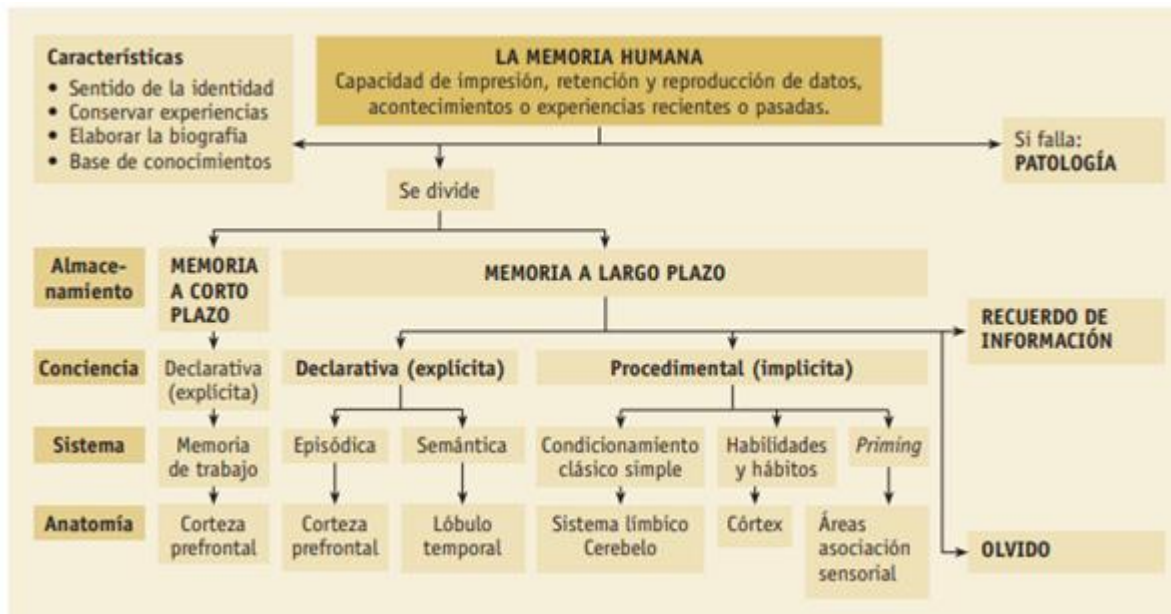 Características
• Sentido de la identidad
• Conservar experiencias
• Elaborar la biografía
• Base de conocimientos
LA MEMORIA HUMANA
Capacidad de impresión, retención y reproducción de datos,
acontecimientos o experiencias recientes o pasadas.
Si falla:
PATOLOGÍA
Se divide
Almace-
namiento
MEMORIA
A CORTO
PLAZO
MEMORIA A LARGO PLAZO
RECUERDO DE
INFORMACIÓN
Conciencia
Declarativa
(explícita)
Declarativa (explícita)
Procedimental (implicita)
Sistema
Memoria
de trabajo
Episódica
Semántica
Condicionamiento
clásico simple
Habilidades
y hábitos
Priming
Anatomía
Corteza
prefrontal
Corteza
prefrontal
Lóbulo
temporal
Sistema límbico
Cerebelo
Córtex
Áreas
asociación
sensorial
OLVIDO